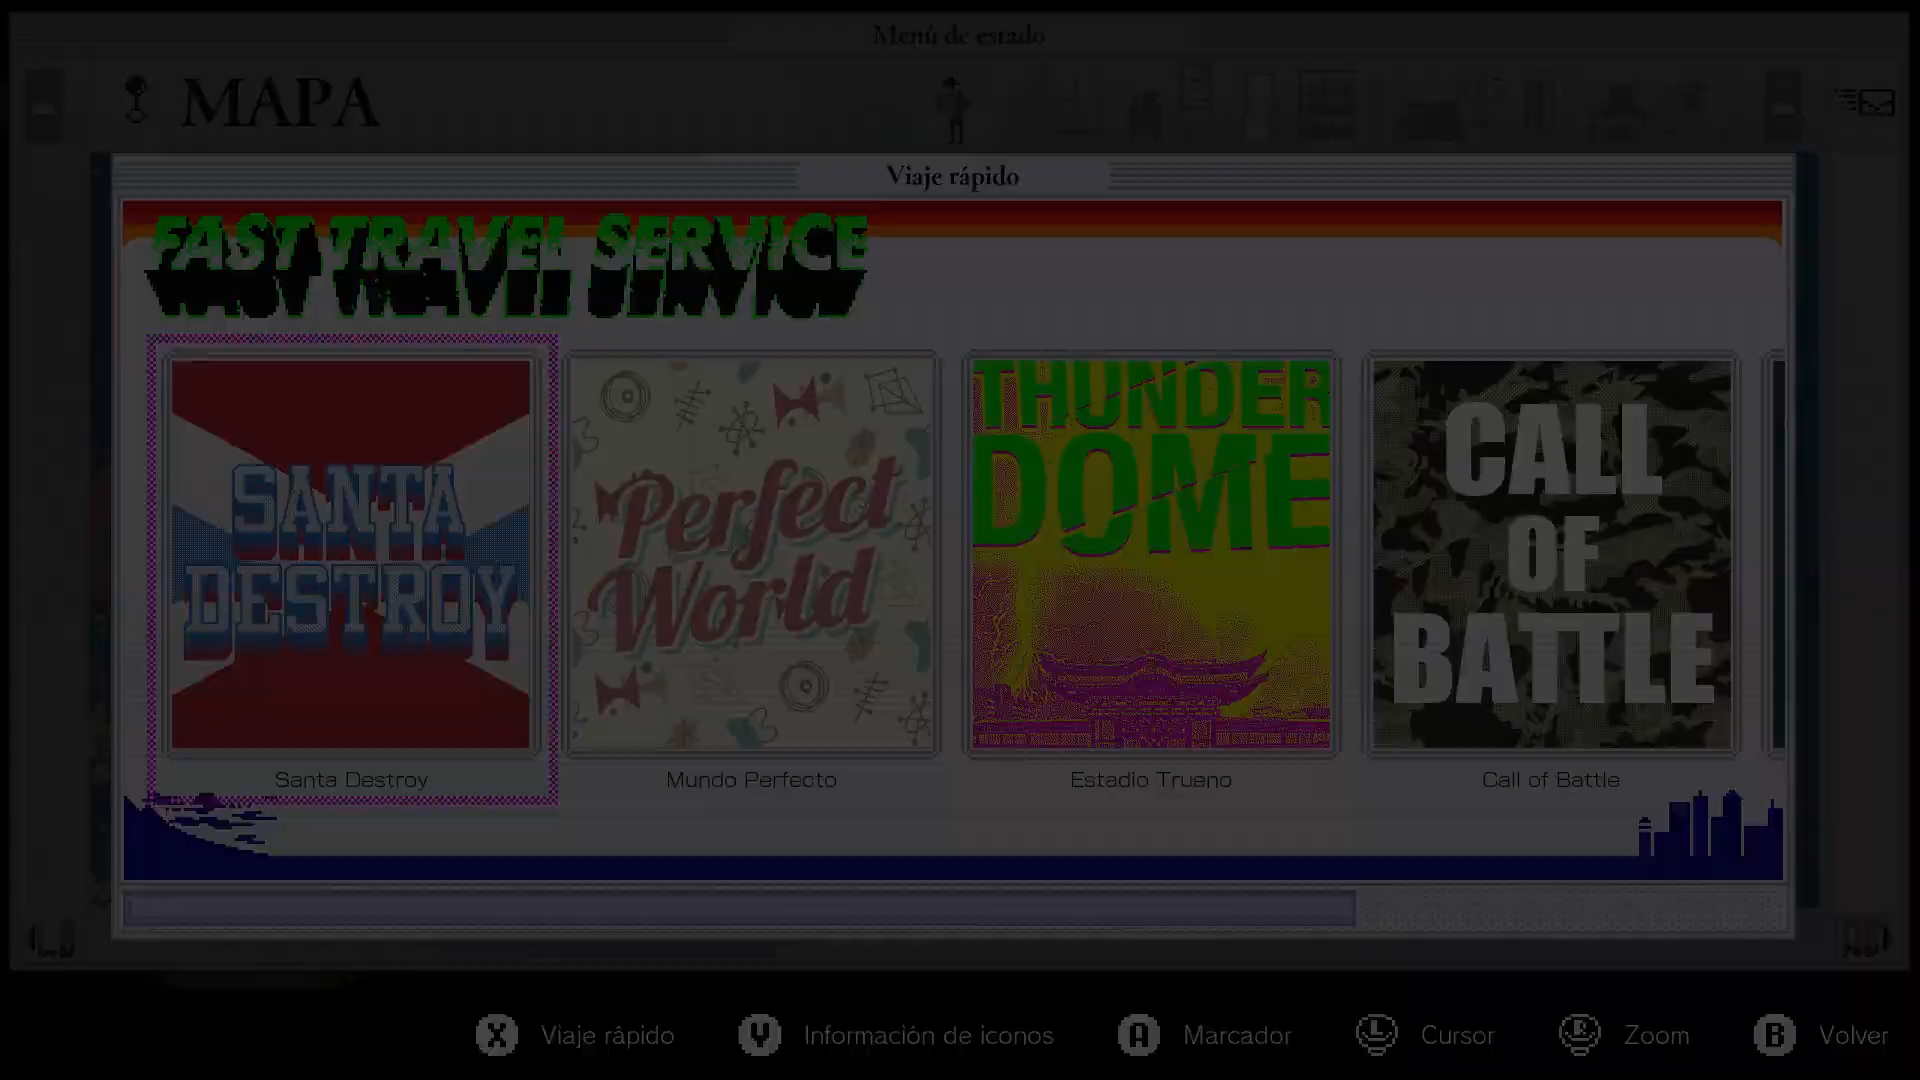 Menú de estado
MAPA
Viaje rápido
FAST TRAVEL SERVICE
SANTA
DESTROY
Perfect
World
THUNDER
DOME
CALL
OF
BATTLE
Santa Destroy
Mundo Perfecto
Estadio Trueno
Call of Battle
X Viaje rápido
Y Información de iconos
A Marcador
L Cursor
R Zoom
B Volver